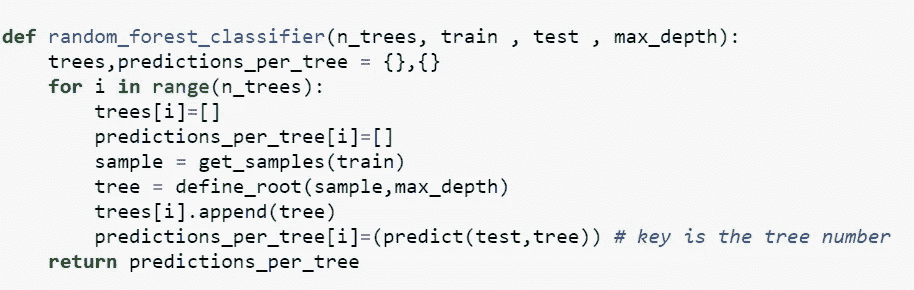 def random_forest_classifier(n_trees, train , test , max_depth):
    trees,predictions_per_tree = {},{}
    for i in range(n_trees):
        trees[i]=[]
        predictions_per_tree[i]=[]
        sample = get_samples(train)
        tree = define_root(sample,max_depth)
        trees[i].append(tree)
        predictions_per_tree[i]=(predict(test,tree)) # key is the tree number
    return predictions_per_tree